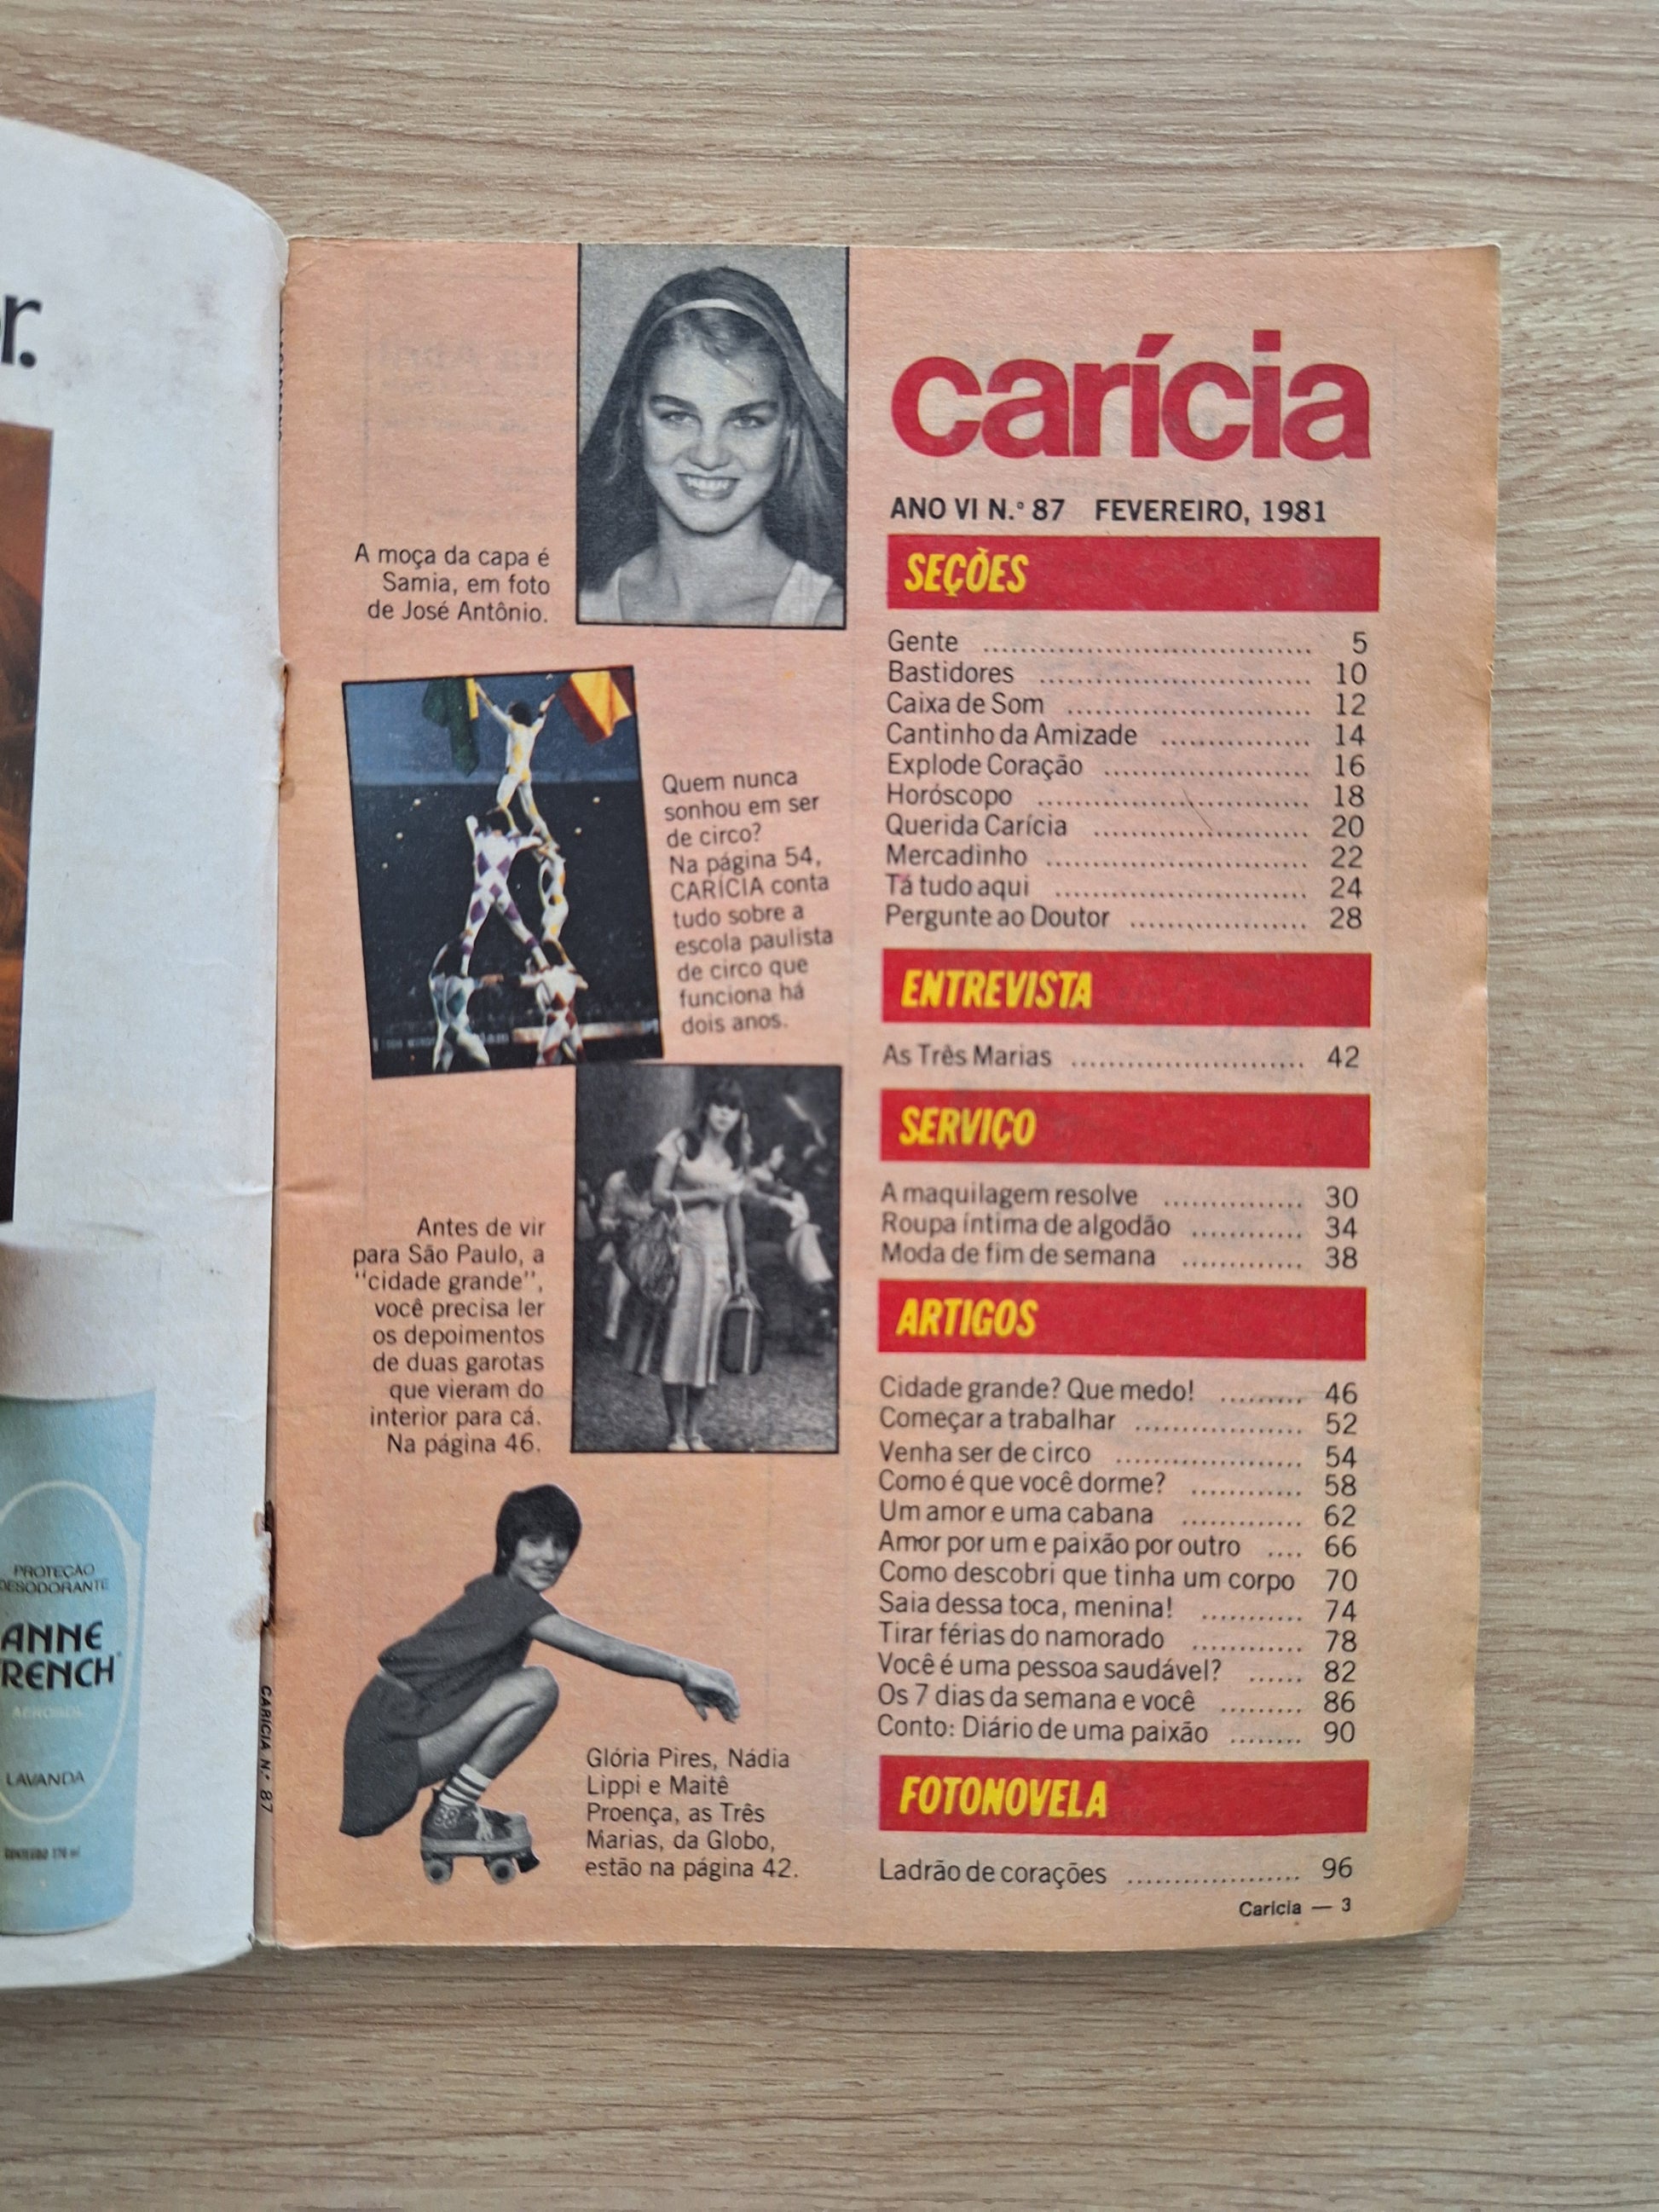 r.
PROTEÇÃO
DESODORANTE
ANNE
FRENCH
AEROSOL
LAVANDA
CONTEÚDO 170 ml
CARICIA N.° 87
A moça da capa é
Samia, em foto
de José Antônio.
Quem nunca
sonhou em ser
de circo?
Na página 54,
CARÍCIA conta
tudo sobre a
escola paulista
de circo que
funciona há
dois anos.
Antes de vir
para São Paulo, a
"cidade grande",
você precisa ler
os depoimentos
de duas garotas
que vieram do
interior para cá.
Na página 46.
Glória Pires, Nádia
Lippi e Maitê
Proença, as Três
Marias, da Globo,
estão na página 42.
carícia
ANO VI N.° 87 FEVEREIRO, 1981
SEÇÕES
Gente .................................. 5
Bastidores ............................ 10
Caixa de Som ......................... 12
Cantinho da Amizade ................ 14
Explode Coração ...................... 16
Horóscopo ............................ 18
Querida Carícia ....................... 20
Mercadinho ........................... 22
Tá tudo aqui .......................... 24
Pergunte ao Doutor .................. 28
ENTREVISTA
As Três Marias ......................... 42
SERVIÇO
A maquilagem resolve ............... 30
Roupa íntima de algodão ............ 34
Moda de fim de semana ............. 38
ARTIGOS
Cidade grande? Que medo! ......... 46
Começar a trabalhar .................. 52
Venha ser de circo .................... 54
Como é que você dorme? ............ 58
Um amor e uma cabana ............. 62
Amor por um e paixão por outro .... 66
Como descobri que tinha um corpo 70
Saia dessa toca, menina! ........... 74
Tirar férias do namorado ............ 78
Você é uma pessoa saudável? ...... 82
Os 7 dias da semana e você ......... 86
Conto: Diário de uma paixão ........ 90
FOTONOVELA
Ladrão de corações ................... 96
Carícia — 3